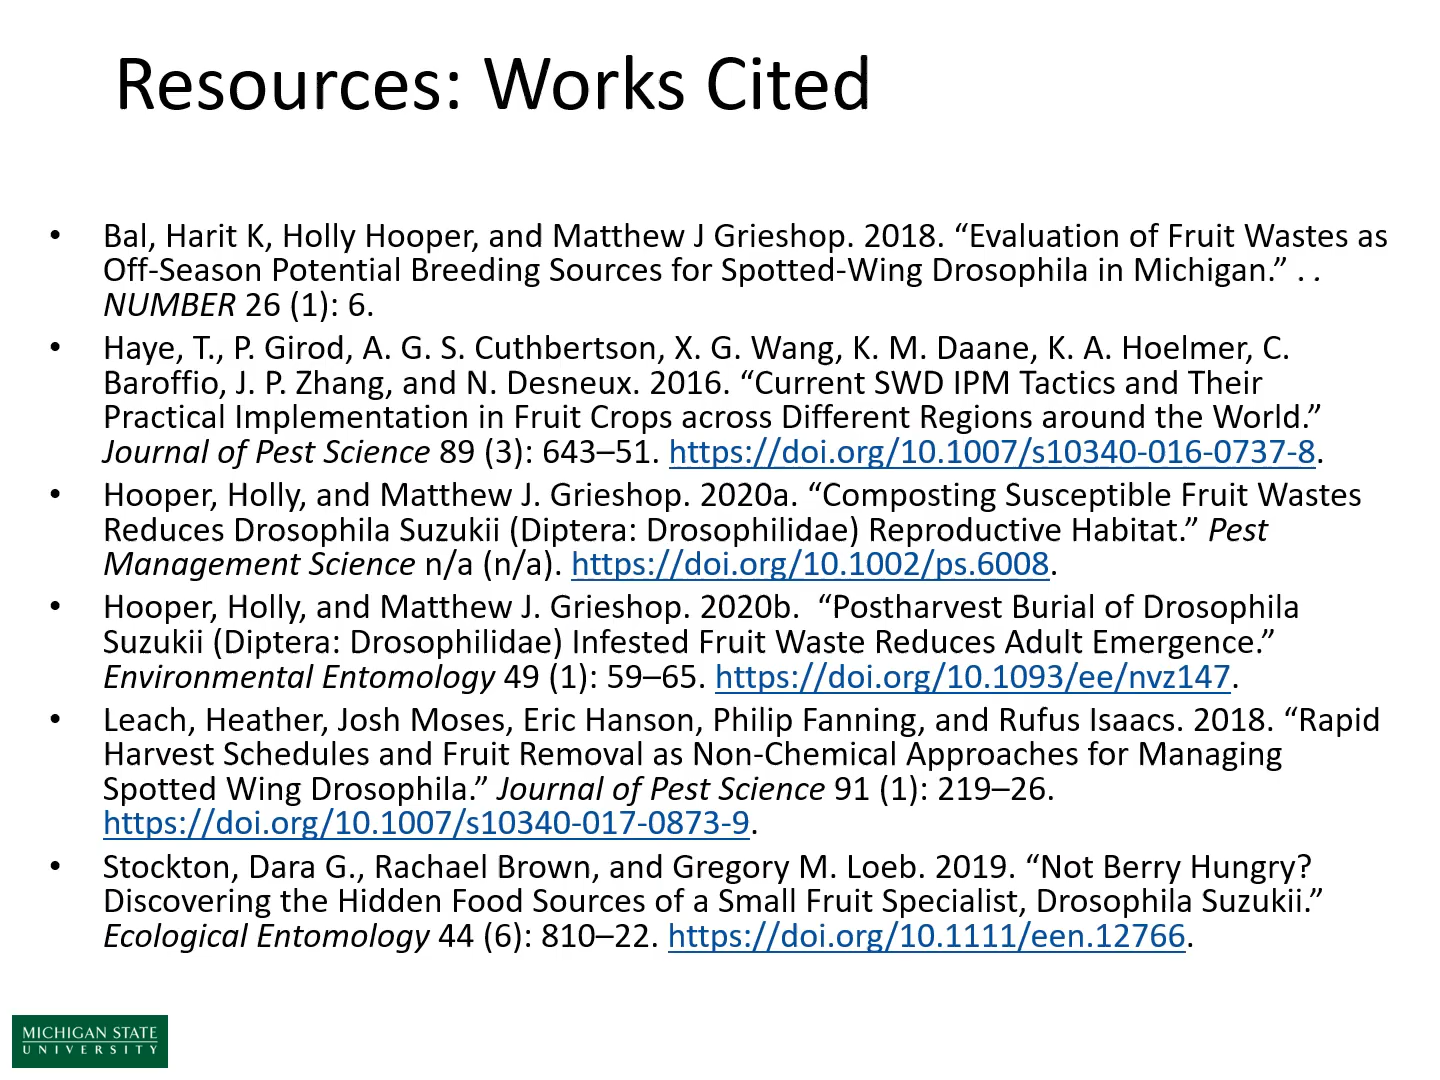 Resources: Works Cited
• Bal, Harit K, Holly Hooper, and Matthew J Grieshop. 2018. “Evaluation of Fruit Wastes as
Off-Season Potential Breeding Sources for Spotted-Wing Drosophila in Michigan.” . .
NUMBER 26 (1): 6.
• Haye, T., P. Girod, A. G. S. Cuthbertson, X. G. Wang, K. M. Daane, K. A. Hoelmer, C.
Baroffio, J. P. Zhang, and N. Desneux. 2016. “Current SWD IPM Tactics and Their
Practical Implementation in Fruit Crops across Different Regions around the World.”
Journal of Pest Science 89 (3): 643–51. https://doi.org/10.1007/s10340-016-0737-8.
• Hooper, Holly, and Matthew J. Grieshop. 2020a. “Composting Susceptible Fruit Wastes
Reduces Drosophila Suzukii (Diptera: Drosophilidae) Reproductive Habitat.” Pest
Management Science n/a (n/a). https://doi.org/10.1002/ps.6008.
• Hooper, Holly, and Matthew J. Grieshop. 2020b.  “Postharvest Burial of Drosophila
Suzukii (Diptera: Drosophilidae) Infested Fruit Waste Reduces Adult Emergence.”
Environmental Entomology 49 (1): 59–65. https://doi.org/10.1093/ee/nvz147.
• Leach, Heather, Josh Moses, Eric Hanson, Philip Fanning, and Rufus Isaacs. 2018. “Rapid
Harvest Schedules and Fruit Removal as Non-Chemical Approaches for Managing
Spotted Wing Drosophila.” Journal of Pest Science 91 (1): 219–26.
https://doi.org/10.1007/s10340-017-0873-9.
• Stockton, Dara G., Rachael Brown, and Gregory M. Loeb. 2019. “Not Berry Hungry?
Discovering the Hidden Food Sources of a Small Fruit Specialist, Drosophila Suzukii.”
Ecological Entomology 44 (6): 810–22. https://doi.org/10.1111/een.12766.
MICHIGAN STATE
UNIVERSITY